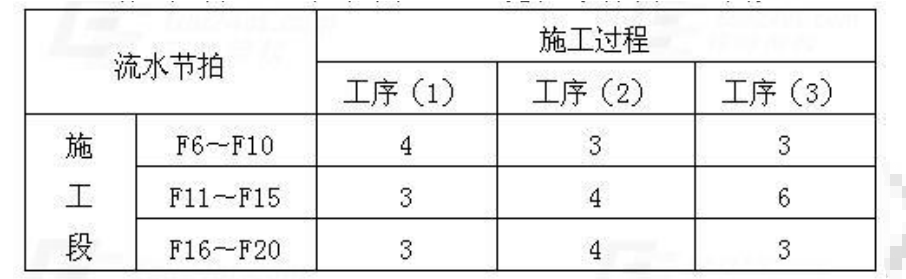 流水节拍 施工过程
工序（1） 工序（2） 工序（3）
施 F6～F10 4 3 3
工 F11～F15 3 4 6
段 F16～F20 3 4 3